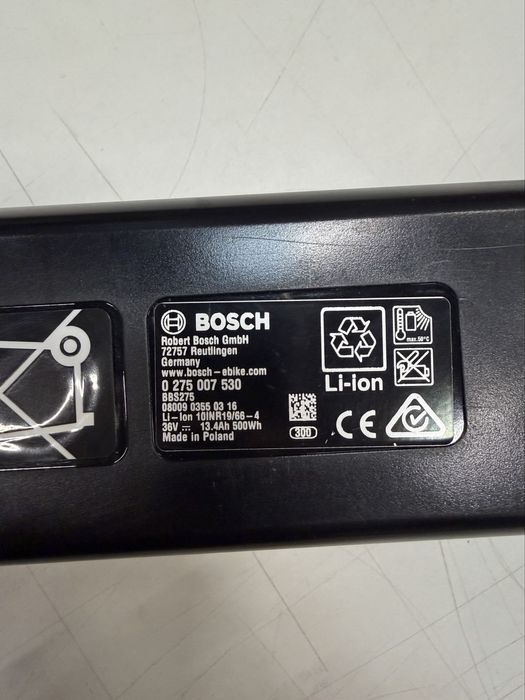 BOSCH
Robert Bosch GmbH
72757 Reutlingen
Germany
www.bosch-ebike.com
0 275 007 530
BBS275
08009 0355 03 16
Li-Ion 10INR19/66-4
36V⎓ 13.4Ah 500Wh
Made in Poland
Li-ion
300
CE
max.50°C